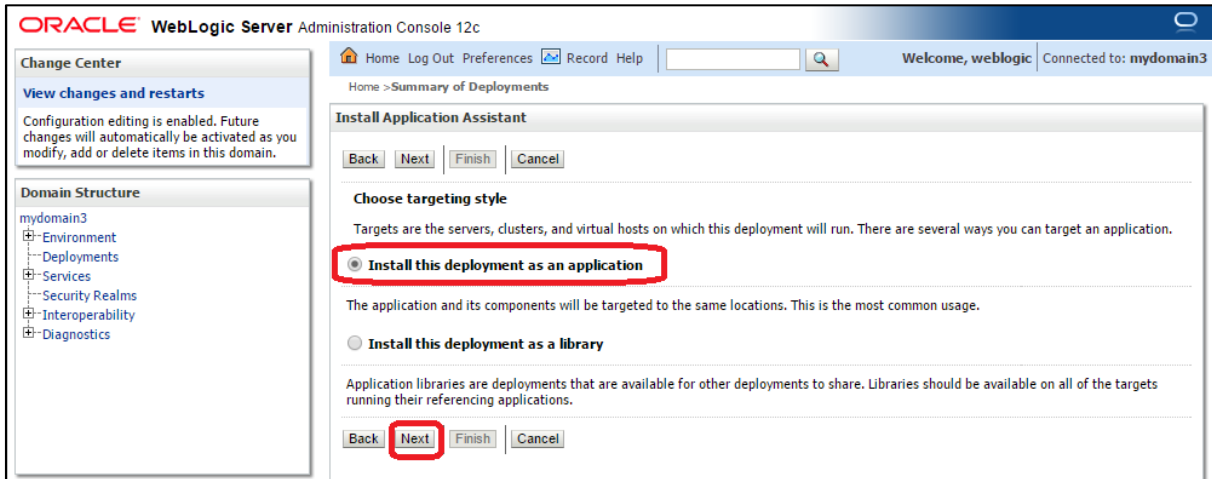 ORACLE WebLogic Server Administration Console 12c
Change Center
View changes and restarts
Configuration editing is enabled. Future
changes will automatically be activated as you
modify, add or delete items in this domain.
Domain Structure
mydomain3
Environment
Deployments
Services
Security Realms
Interoperability
Diagnostics
Home Log Out Preferences Record Help
Welcome, weblogic Connected to: mydomain3
Home >Summary of Deployments
Install Application Assistant
Back Next Finish Cancel
Choose targeting style
Targets are the servers, clusters, and virtual hosts on which this deployment will run. There are several ways you can target an application.
Install this deployment as an application
The application and its components will be targeted to the same locations. This is the most common usage.
Install this deployment as a library
Application libraries are deployments that are available for other deployments to share. Libraries should be available on all of the targets
running their referencing applications.
Back Next Finish Cancel